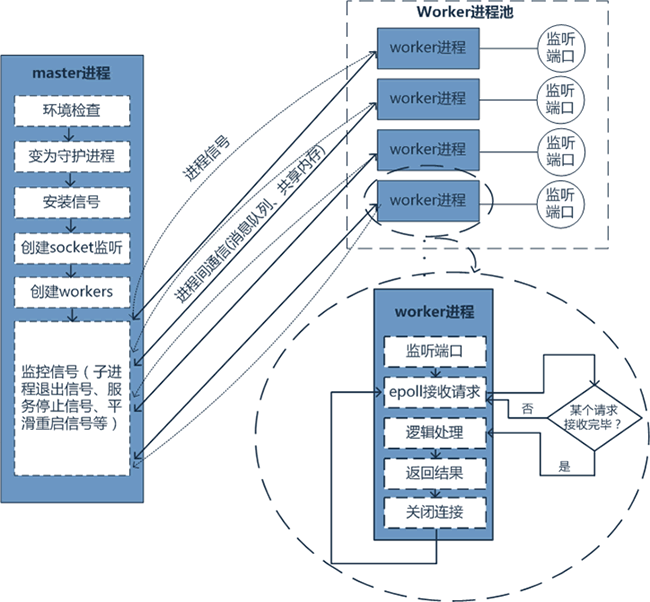 master进程
环境检查
变为守护进程
安装信号
创建socket监听
创建workers
监控信号（子进
程退出信号、服
务停止信号、平
滑重启信号等）
进程信号
进程间通信(消息队列、共享内存)
Worker进程池
worker进程
监听
端口
worker进程
监听
端口
worker进程
监听
端口
worker进程
监听
端口
worker进程
监听端口
epoll接收请求
逻辑处理
返回结果
关闭连接
某个请求
接收完毕？
否
是